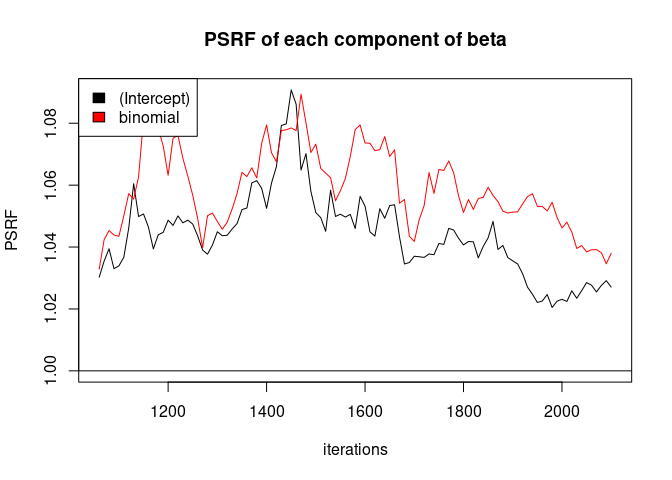 PSRF of each component of beta
(Intercept)
binomial
PSRF
1.00
1.02
1.04
1.06
1.08
1200
1400
1600
1800
2000
iterations